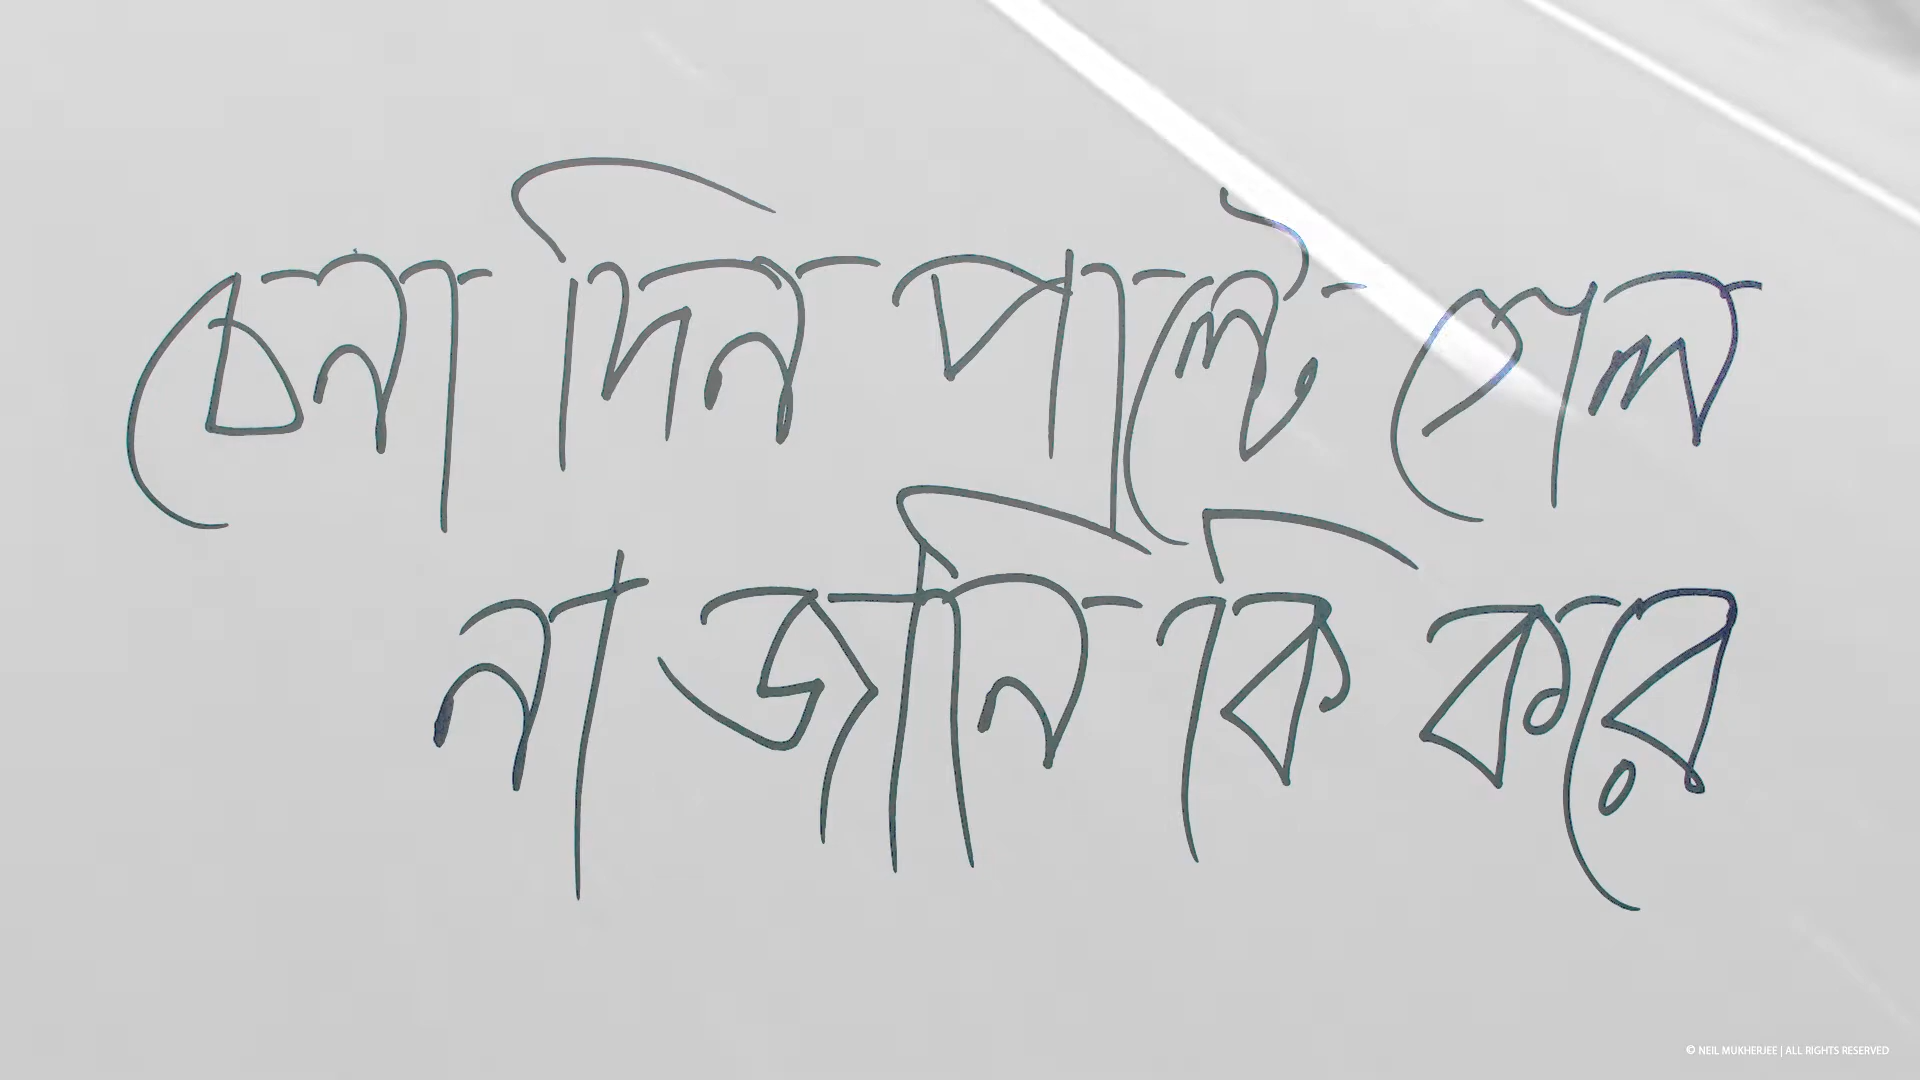 চেনা দিন পাল্টে গেল
না জানি কি করে
© NEIL MUKHERJEE | ALL RIGHTS RESERVED